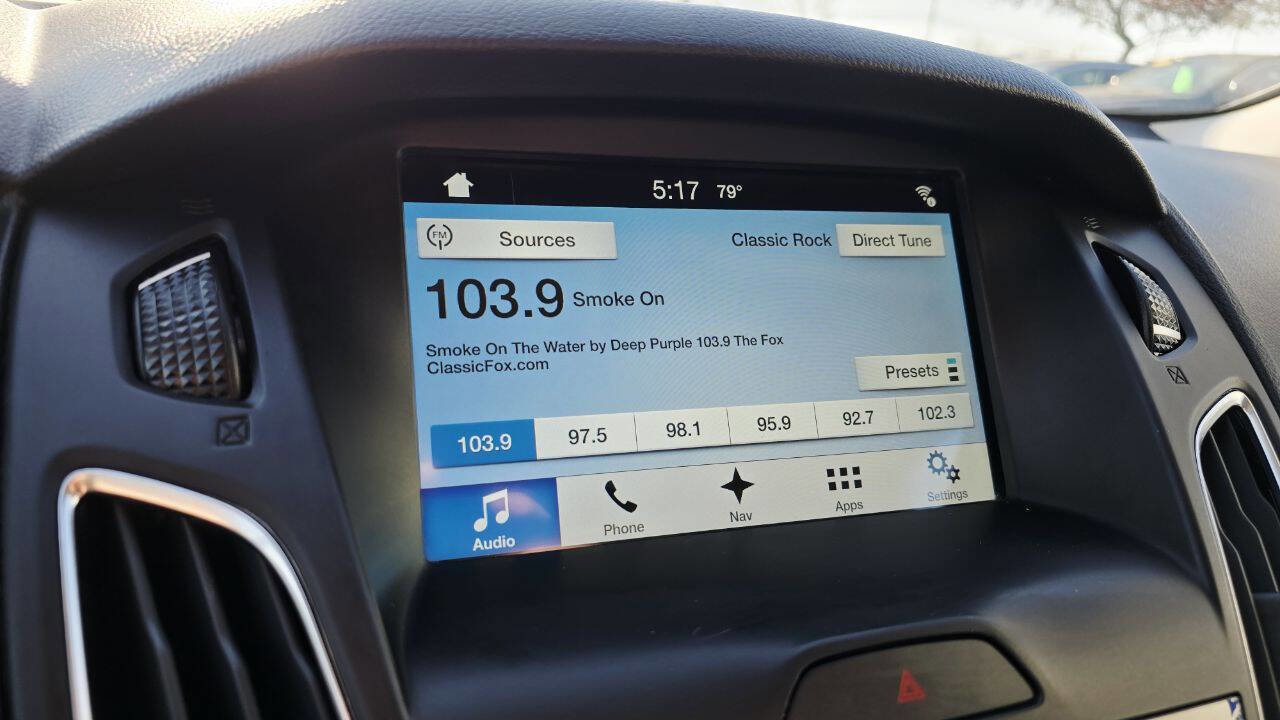 5:17 79°
FM Sources Classic Rock Direct Tune
103.9 Smoke On
Smoke On The Water by Deep Purple 103.9 The Fox
ClassicFox.com
Presets
103.9 97.5 98.1 95.9 92.7 102.3
Audio Phone Nav Apps Settings